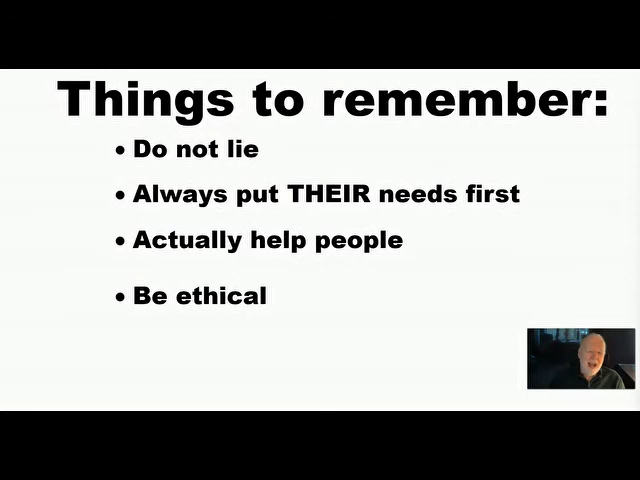 Things to remember:
• Do not lie
• Always put THEIR needs first
• Actually help people
• Be ethical